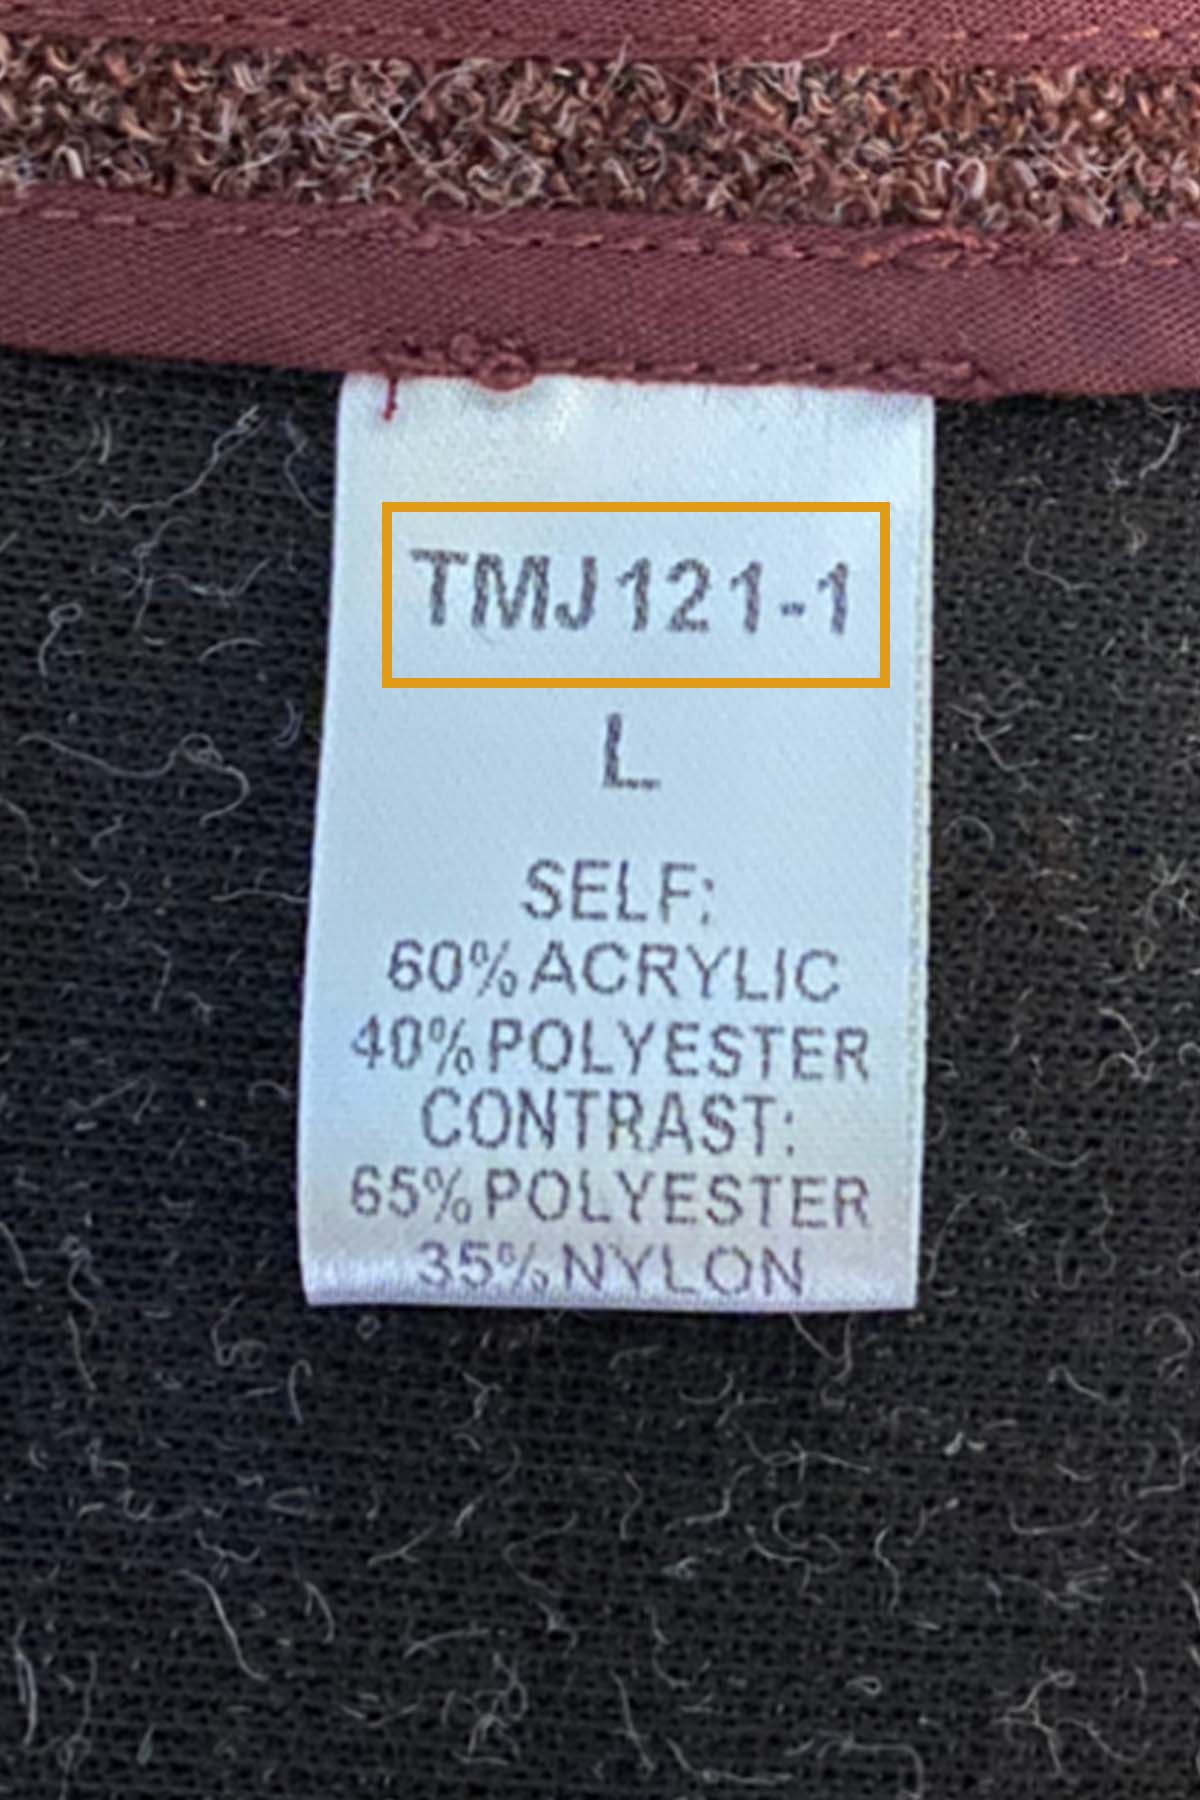 TMJ121-1
L
SELF:
60% ACRYLIC
40% POLYESTER
CONTRAST:
65% POLYESTER
35% NYLON